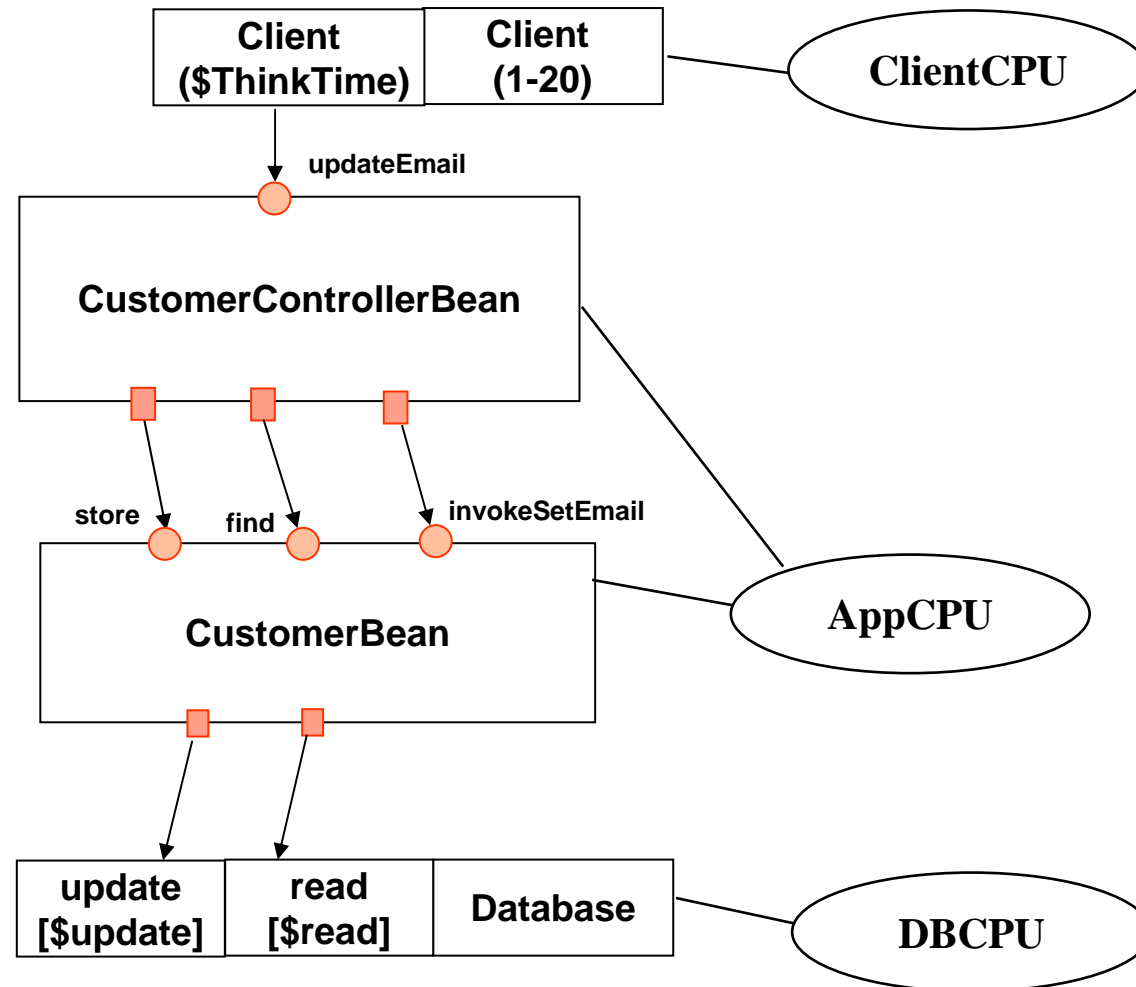 Client
($ThinkTime)
Client
(1-20)
ClientCPU
updateEmail
CustomerControllerBean
store
find
invokeSetEmail
CustomerBean
AppCPU
update
[$update]
read
[$read]
Database
DBCPU